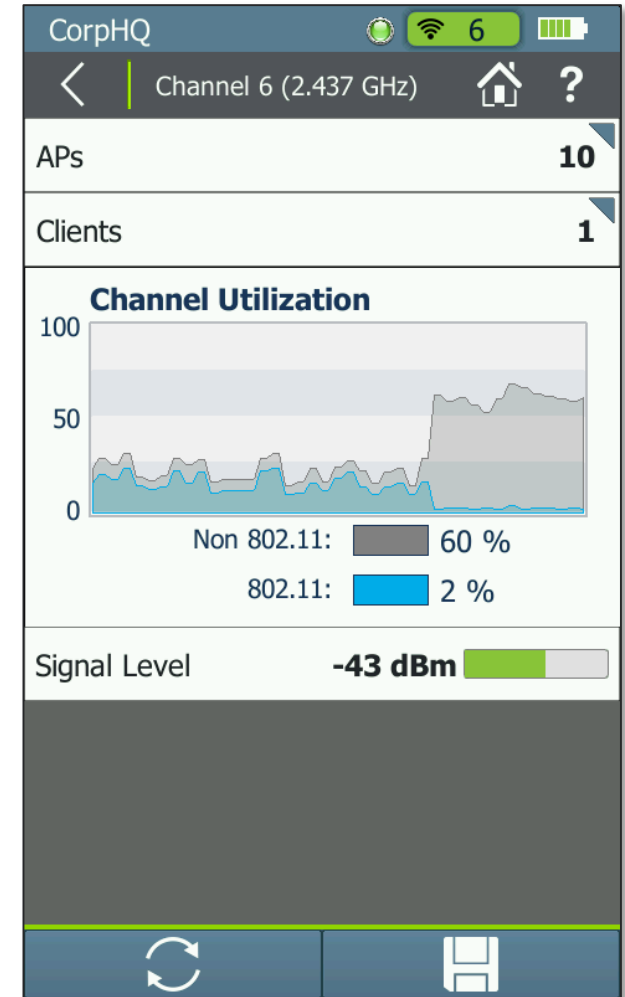 CorpHQ 6
Channel 6 (2.437 GHz) ?
APs 10
Clients 1
Channel Utilization
100
50
0
Non 802.11: 60 %
802.11: 2 %
Signal Level -43 dBm